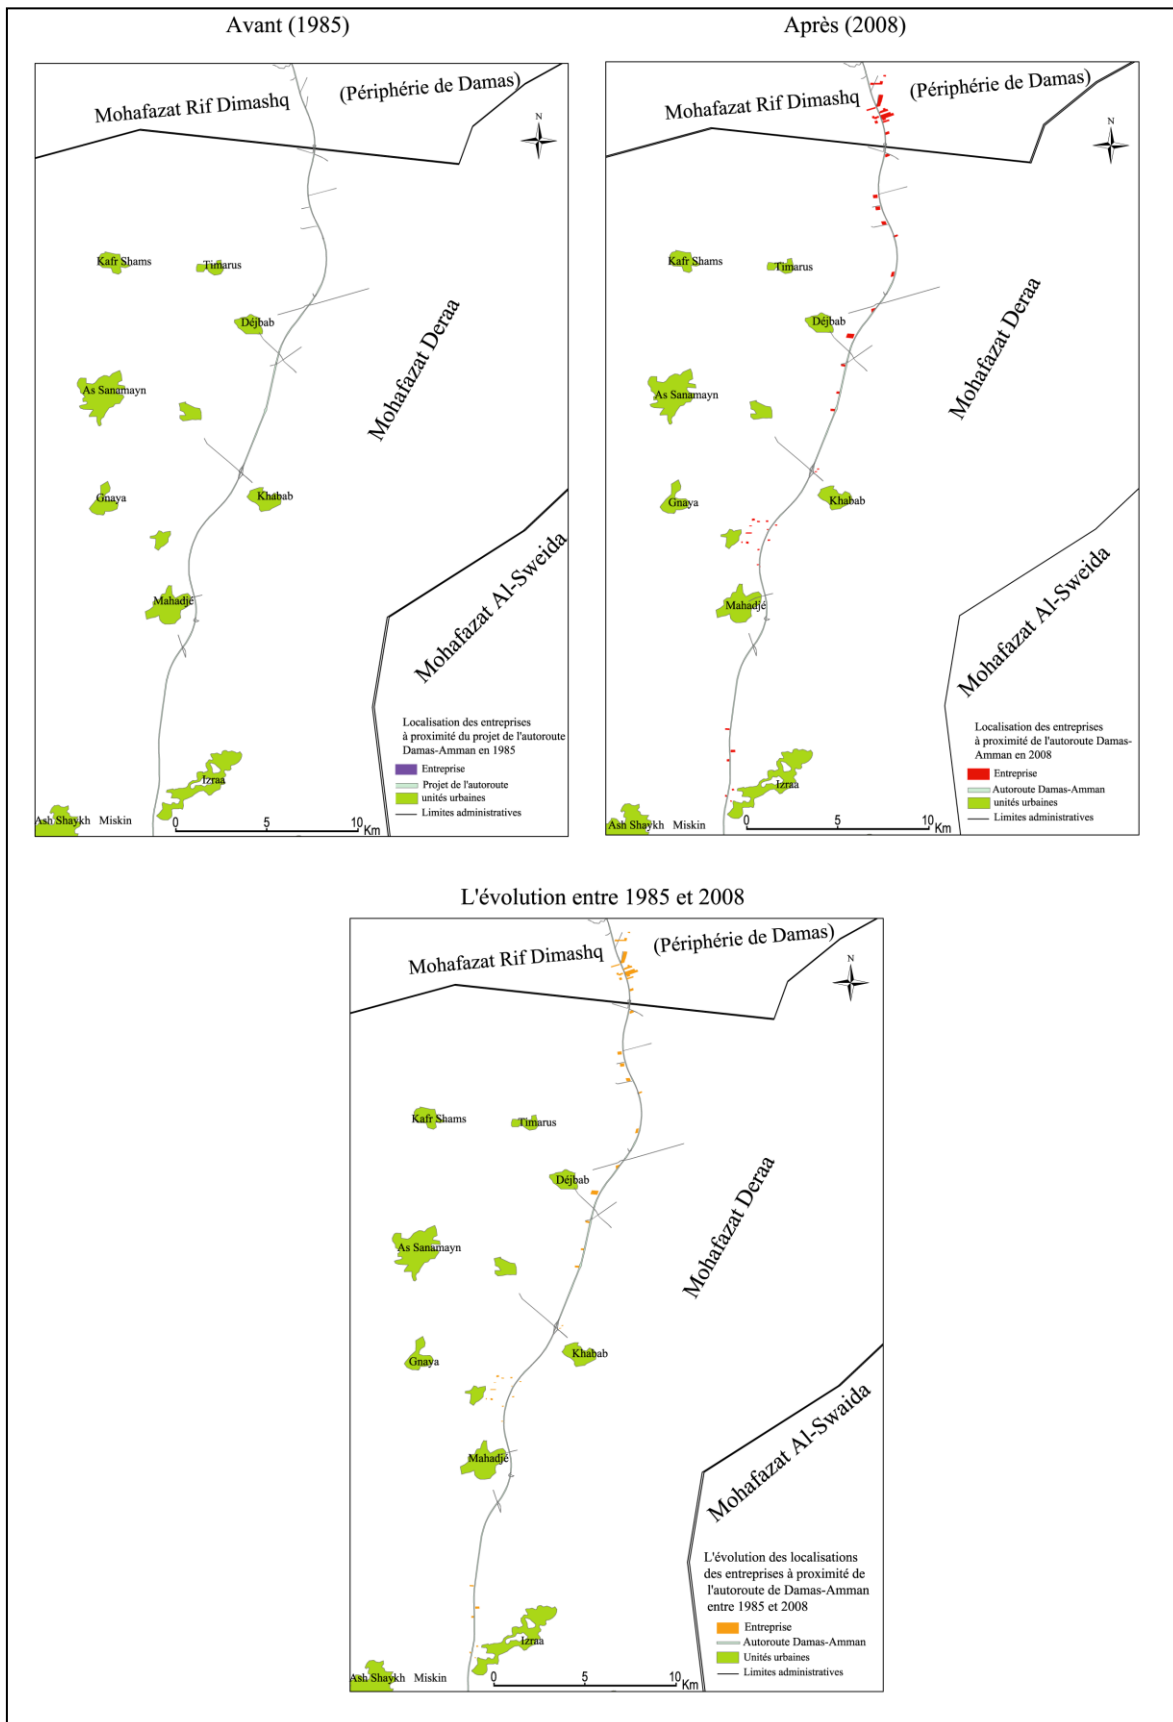 Avant (1985)
Mohafazat Rif Dimashq
(Périphérie de Damas)
N
Kafr Shams
Timarus
Déjbab
As Sanamayn
Mohafazat Deraa
Gnaya
Khabab
Mahadjé
Mohafazat Al-Sweida
Localisation des entreprises
à proximité du projet de l'autoroute
Damas-Amman en 1985
Entreprise
Projet de l'autoroute
unités urbaines
Limites administratives
Izraa
Ash Shaykh Miskin
0 5 10
Km
Après (2008)
Mohafazat Rif Dimashq
(Périphérie de Damas)
N
Kafr Shams
Timarus
Déjbab
As Sanamayn
Mohafazat Deraa
Gnaya
Khabab
Mahadjé
Mohafazat Al-Sweida
Localisation des entreprises
à proximité de l'autoroute Damas-
Amman en 2008
Entreprise
Autoroute Damas-Amman
unités urbaines
Limites administratives
Izraa
Ash Shaykh Miskin
0 5 10
Km
L'évolution entre 1985 et 2008
Mohafazat Rif Dimashq
(Périphérie de Damas)
N
Kafr Shams
Timarus
Déjbab
As Sanamayn
Mohafazat Deraa
Gnaya
Khabab
Mahadjé
Mohafazat Al-Swaida
L'évolution des localisations
des entreprises à proximité de
l'autoroute de Damas-Amman
entre 1985 et 2008
Entreprise
Autoroute Damas-Amman
Unités urbaines
Limites administratives
Izraa
Ash Shaykh Miskin
0 5 10
Km